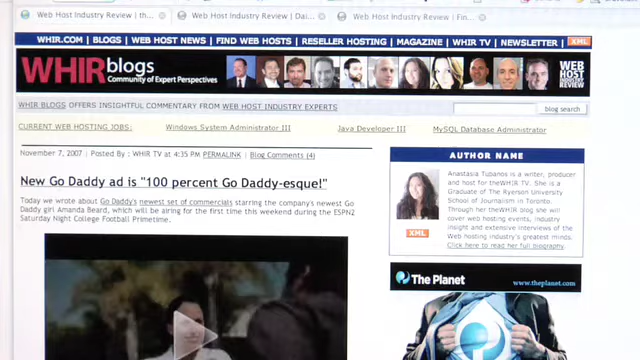 Web Host Industry Review | th...
Web Host Industry Review | Dai...
Web Host Industry Review | Fin...
WHIR.COM | BLOGS | WEB HOST NEWS | FIND WEB HOSTS | RESELLER HOSTING | MAGAZINE | WHIR TV | NEWSLETTER | XML
WHIRblogs
Community of Expert Perspectives
WEB HOST INDUSTRY REVIEW
WHIR BLOGS OFFERS INSIGHTFUL COMMENTARY FROM WEB HOST INDUSTRY EXPERTS
blog search
CURRENT WEB HOSTING JOBS: Windows System Administrator III Java Developer III MySQL Database Administrator
November 7, 2007 | Posted By : WHIR TV at 4:35 PM PERMALINK | Blog Comments (4)
New Go Daddy ad is "100 percent Go Daddy-esque!"
Today we wrote about Go Daddy's newest set of commercials starring the company's newest Go
Daddy girl Amanda Beard, which will be airing for the first time this weekend during the ESPN2
Saturday Night College Football Primetime.
AUTHOR NAME
Anastasia Tubanos is a writer, producer
and host for theWHIR TV. She is a
Graduate of The Ryerson University
School of Journalism in Toronto.
Through her theWHIR blog she will
cover web hosting events, industry
insight and extensive interviews of the
Web hosting industry's greatest minds.
Click here to read her full biography
XML
The Planet
www.theplanet.com